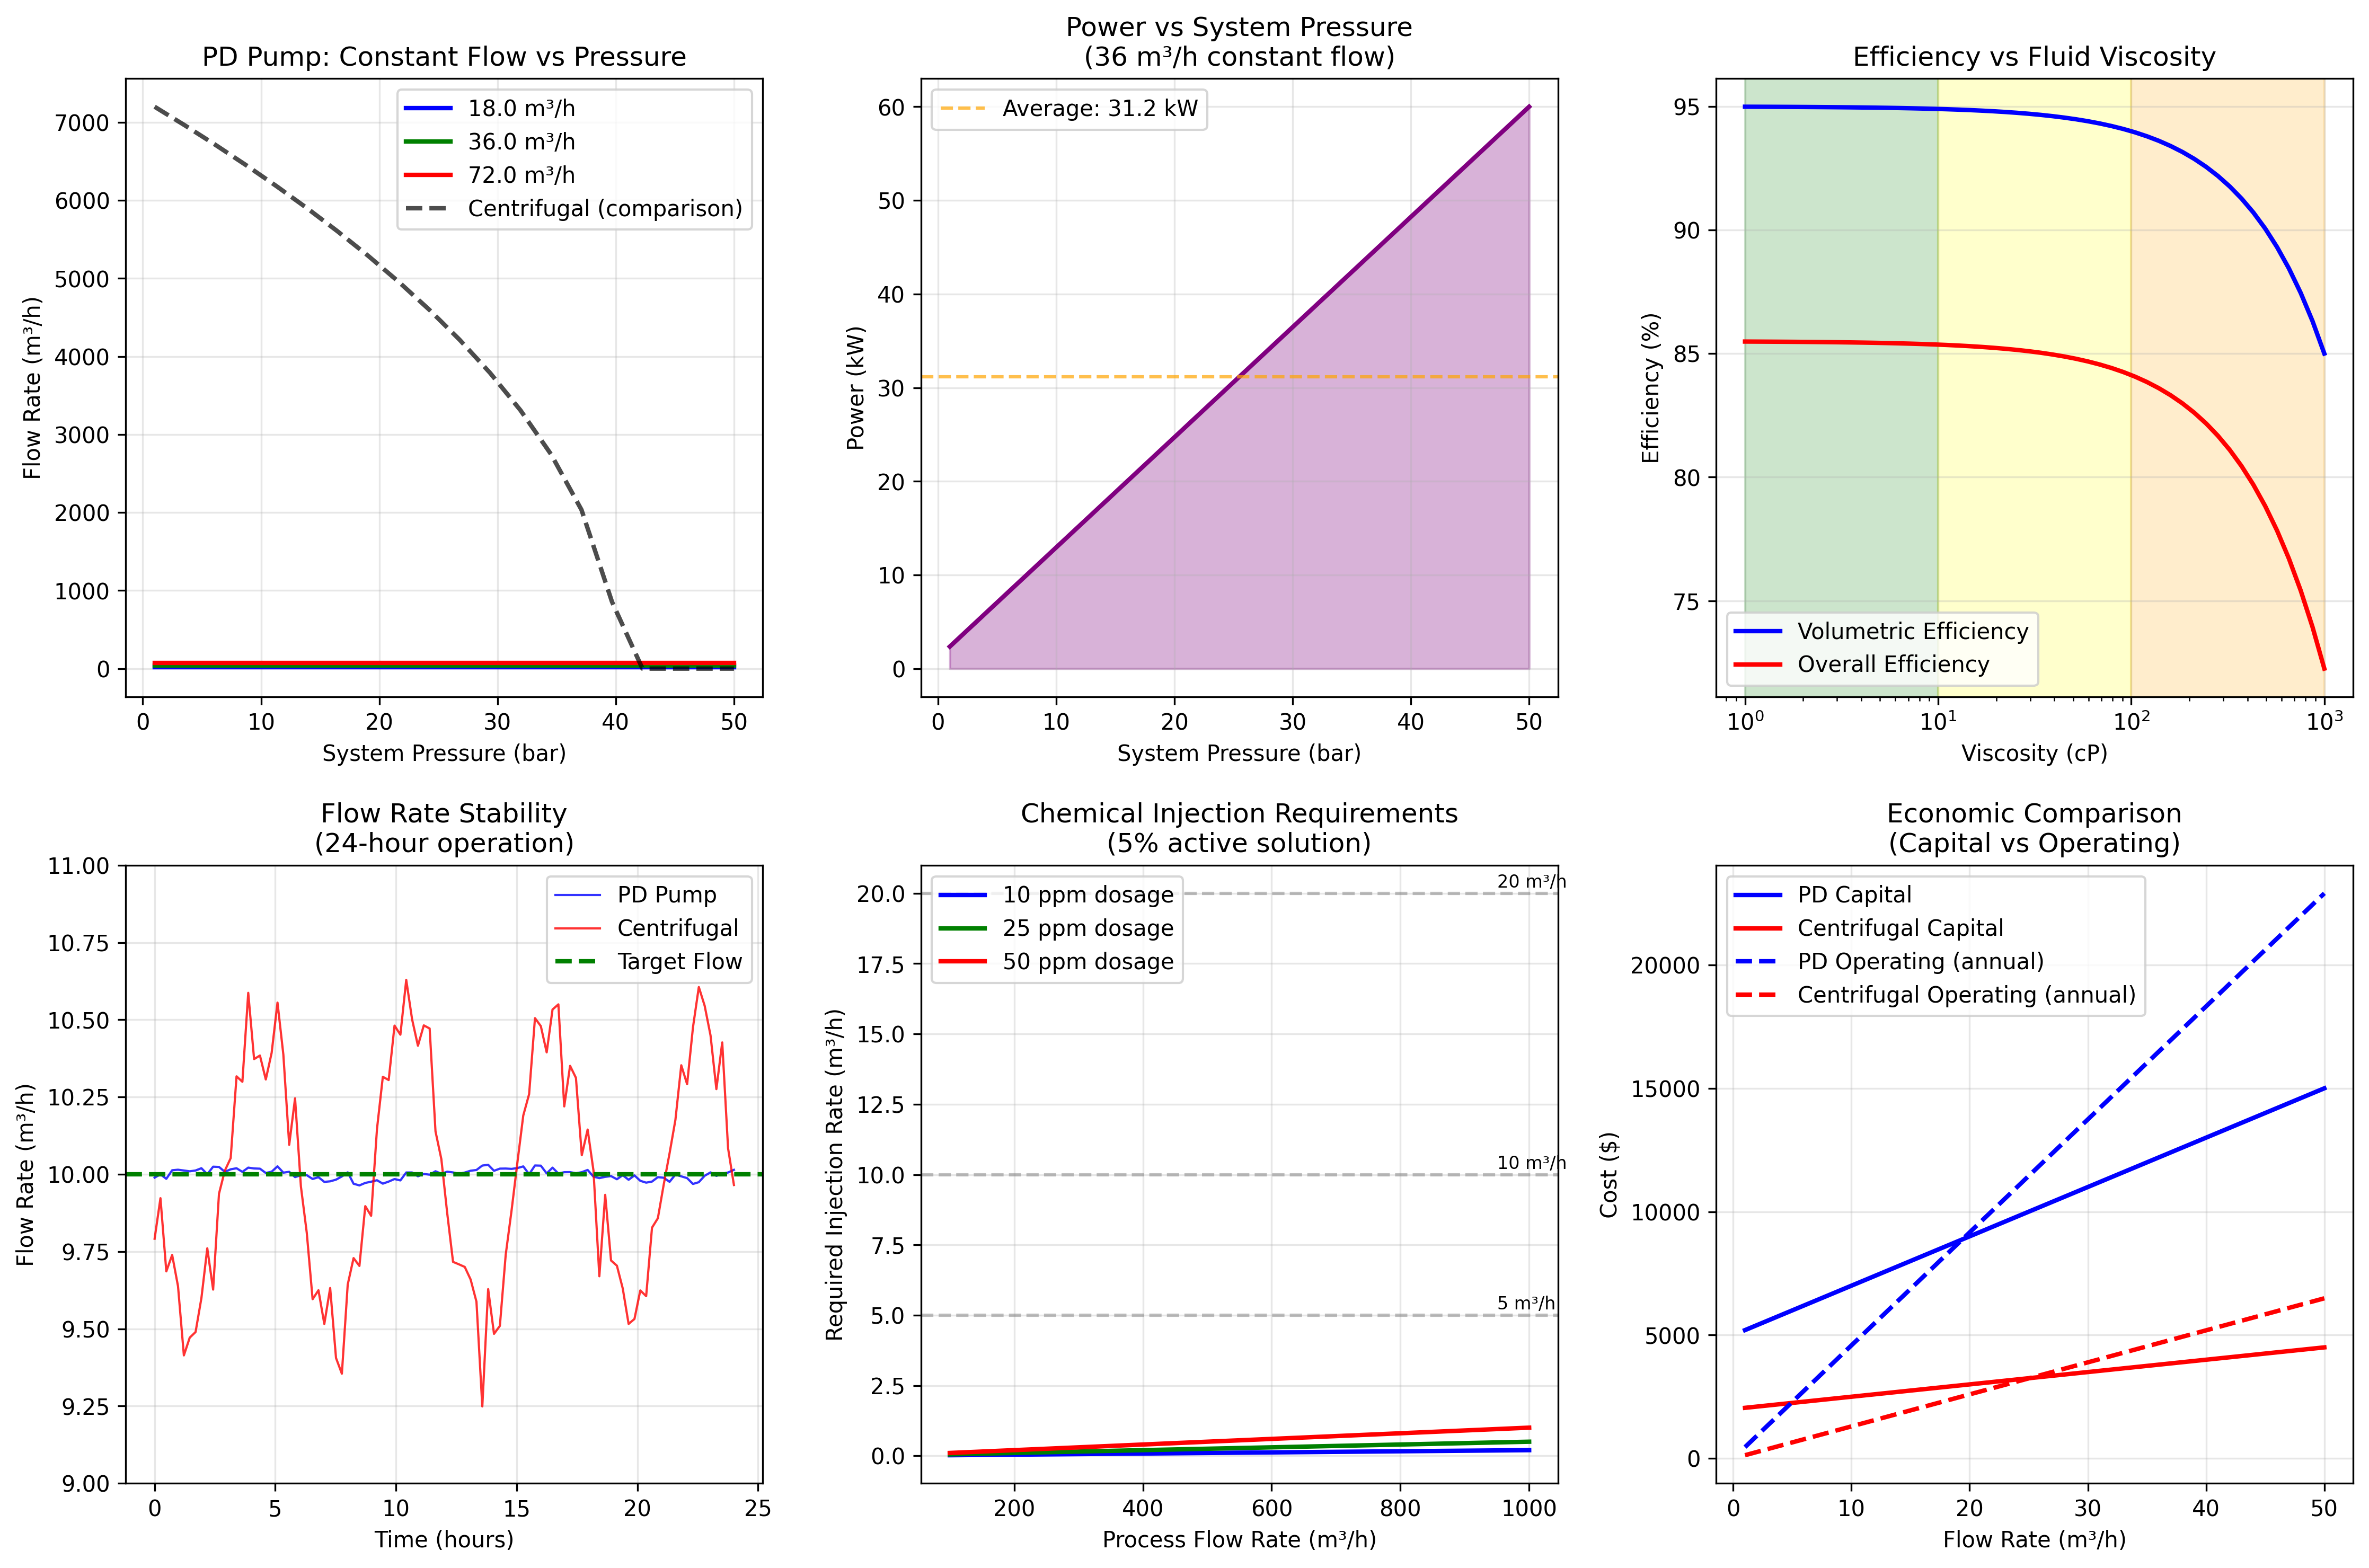 PD Pump: Constant Flow vs Pressure
Flow Rate (m³/h)
7000
6000
5000
4000
3000
2000
1000
0
18.0 m³/h
36.0 m³/h
72.0 m³/h
Centrifugal (comparison)
0 10 20 30 40 50
System Pressure (bar)
Power vs System Pressure
(36 m³/h constant flow)
Power (kW)
60
50
40
30
20
10
0
Average: 31.2 kW
0 10 20 30 40 50
System Pressure (bar)
Efficiency vs Fluid Viscosity
Efficiency (%)
95
90
85
80
75
Volumetric Efficiency
Overall Efficiency
10⁰ 10¹ 10² 10³
Viscosity (cP)
Flow Rate Stability
(24-hour operation)
Flow Rate (m³/h)
11.00
10.75
10.50
10.25
10.00
9.75
9.50
9.25
9.00
PD Pump
Centrifugal
Target Flow
0 5 10 15 20 25
Time (hours)
Chemical Injection Requirements
(5% active solution)
Required Injection Rate (m³/h)
20.0
17.5
15.0
12.5
10.0
7.5
5.0
2.5
0.0
10 ppm dosage
25 ppm dosage
50 ppm dosage
20 m³/h
10 m³/h
5 m³/h
200 400 600 800 1000
Process Flow Rate (m³/h)
Economic Comparison
(Capital vs Operating)
Cost ($)
20000
15000
10000
5000
0
PD Capital
Centrifugal Capital
PD Operating (annual)
Centrifugal Operating (annual)
0 10 20 30 40 50
Flow Rate (m³/h)